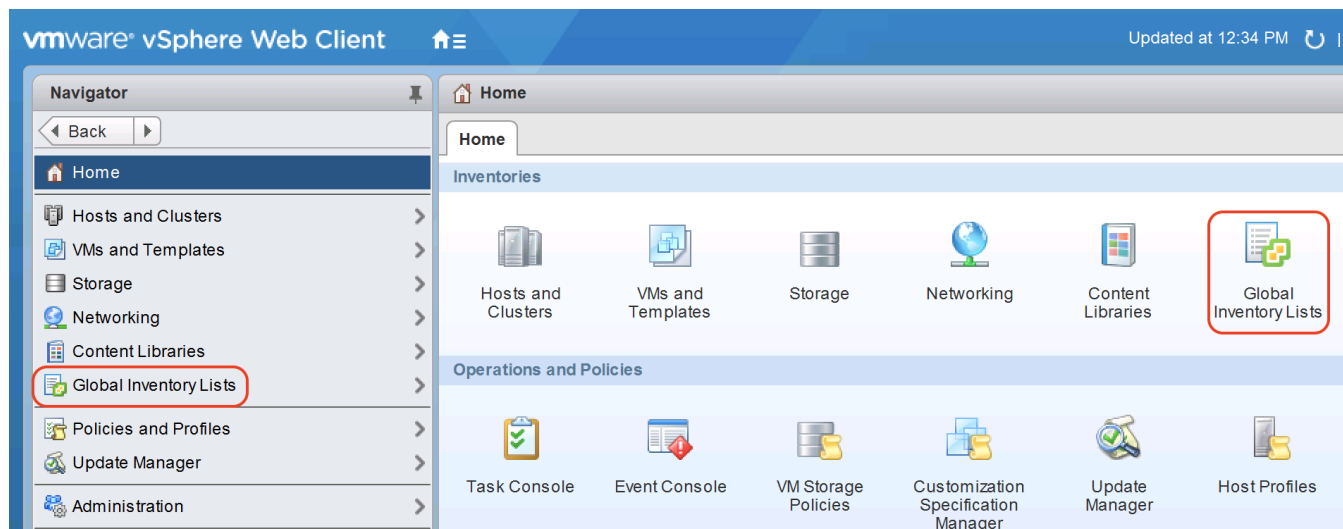 vmware® vSphere Web Client
Updated at 12:34 PM
Navigator
Back
Home
Hosts and Clusters
VMs and Templates
Storage
Networking
Content Libraries
Global Inventory Lists
Policies and Profiles
Update Manager
Administration
Home
Home
Inventories
Hosts and
Clusters
VMs and
Templates
Storage
Networking
Content
Libraries
Global
Inventory Lists
Operations and Policies
Task Console
Event Console
VM Storage
Policies
Customization
Specification
Manager
Update
Manager
Host Profiles